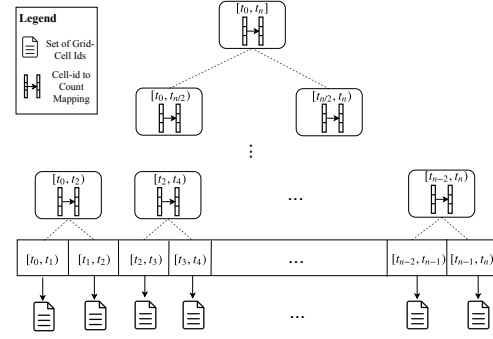 Legend
Set of Grid-
Cell Ids
Cell-id to
Count
Mapping
[t₀, tₙ]
[t₀, tₙ/₂)
[tₙ/₂, tₙ)
⋮
[t₀, t₂)
[t₂, t₄)
...
[tₙ₋₂, tₙ)
[t₀, t₁)
[t₁, t₂)
[t₂, t₃)
[t₃, t₄)
...
[tₙ₋₂, tₙ₋₁)
[tₙ₋₁, tₙ)
...